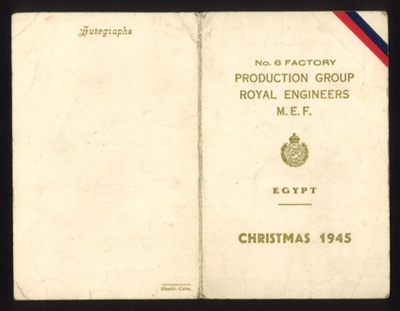 Autographs
No. 6 FACTORY
PRODUCTION GROUP
ROYAL ENGINEERS
M. E. F.
EGYPT
CHRISTMAS 1945